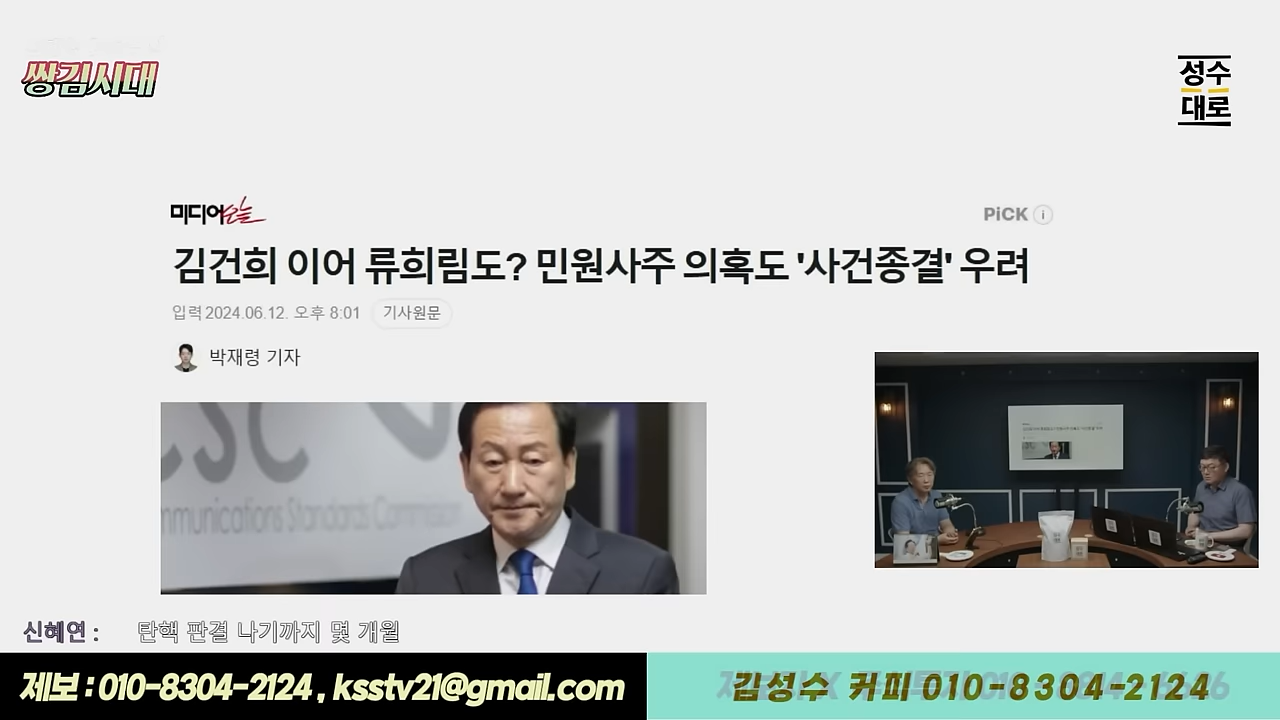 쌍김시대
성수
대로
미디어오늘
PiCK i
김건희 이어 류희림도? 민원사주 의혹도 '사건종결' 우려
입력 2024.06.12. 오후 8:01 기사원문
박재령 기자
CSC
mmunications Standards Commission
신혜연 : 탄핵 판결 나기까지 몇 개월
제보 : 010-8304-2124 , ksstv21@gmail.com
김성수 커피 010-8304-2124